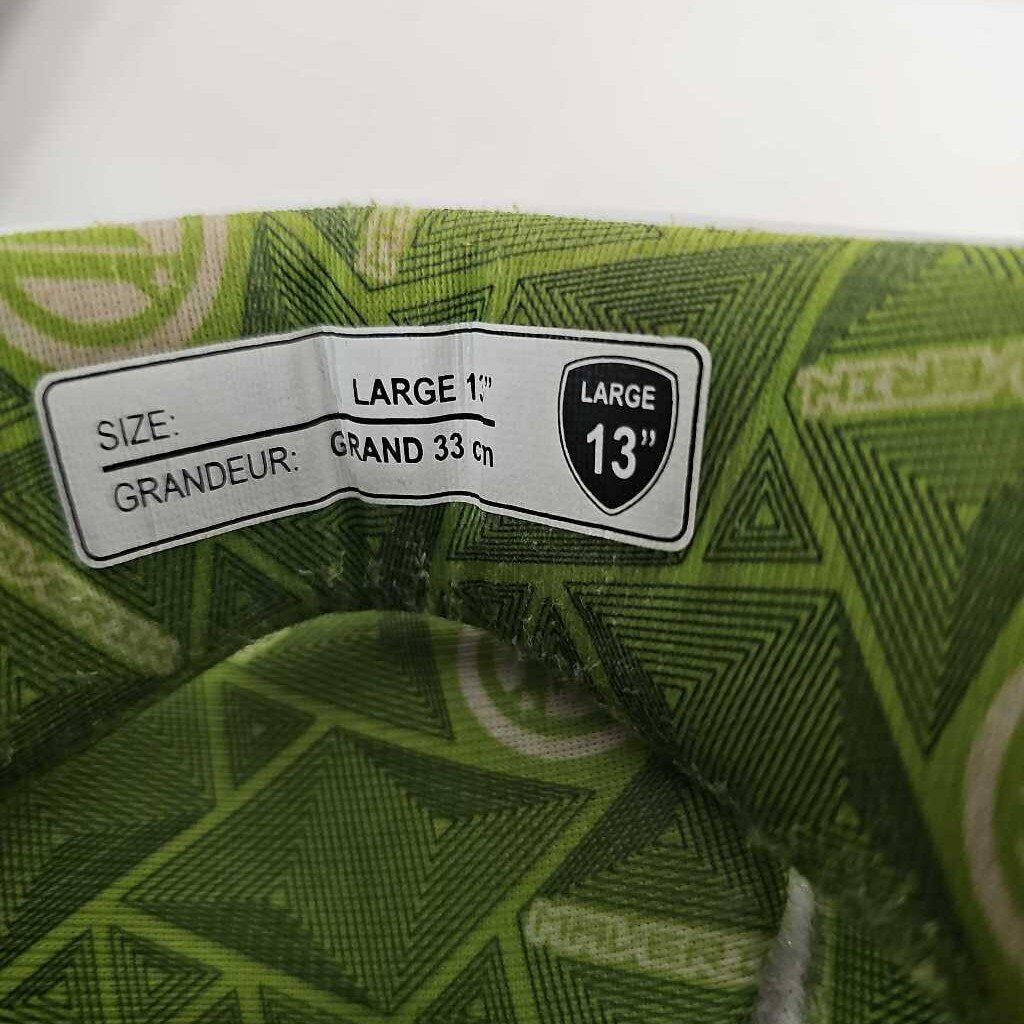 SIZE: LARGE 13"
GRANDEUR: GRAND 33 cm
LARGE
13"